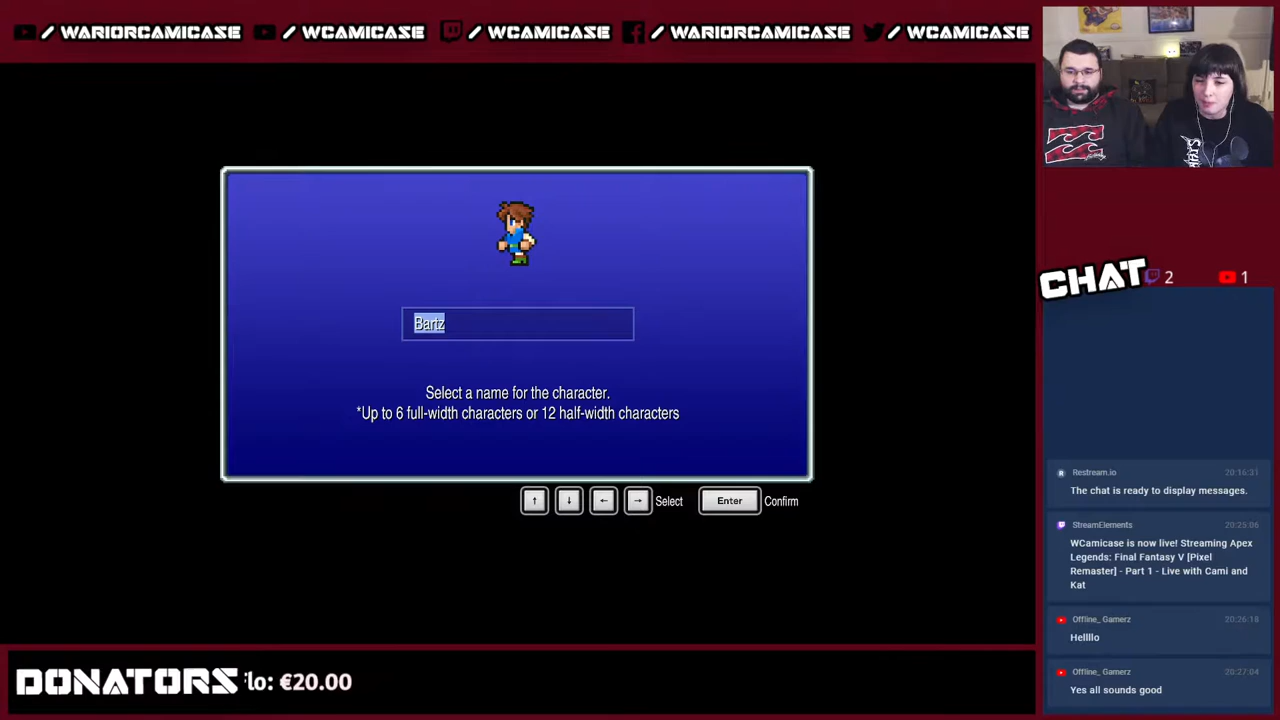 / WARIORCAMICASE / WCAMICASE / WCAMICASE / WARIORCAMICASE / WCAMICASE
Bartz
Select a name for the character.
*Up to 6 full-width characters or 12 half-width characters
↑ ↓ ← → Select Enter Confirm
CHAT 2 1
Restream.io 20:16:31
The chat is ready to display messages.
StreamElements 20:25:06
WCamicase is now live! Streaming Apex
Legends: Final Fantasy V [Pixel
Remaster] - Part 1 - Live with Cami and
Kat
Offline_ Gamerz 20:26:18
Hellllo
Offline_ Gamerz 20:27:04
Yes all sounds good
DONATORS lo: €20.00